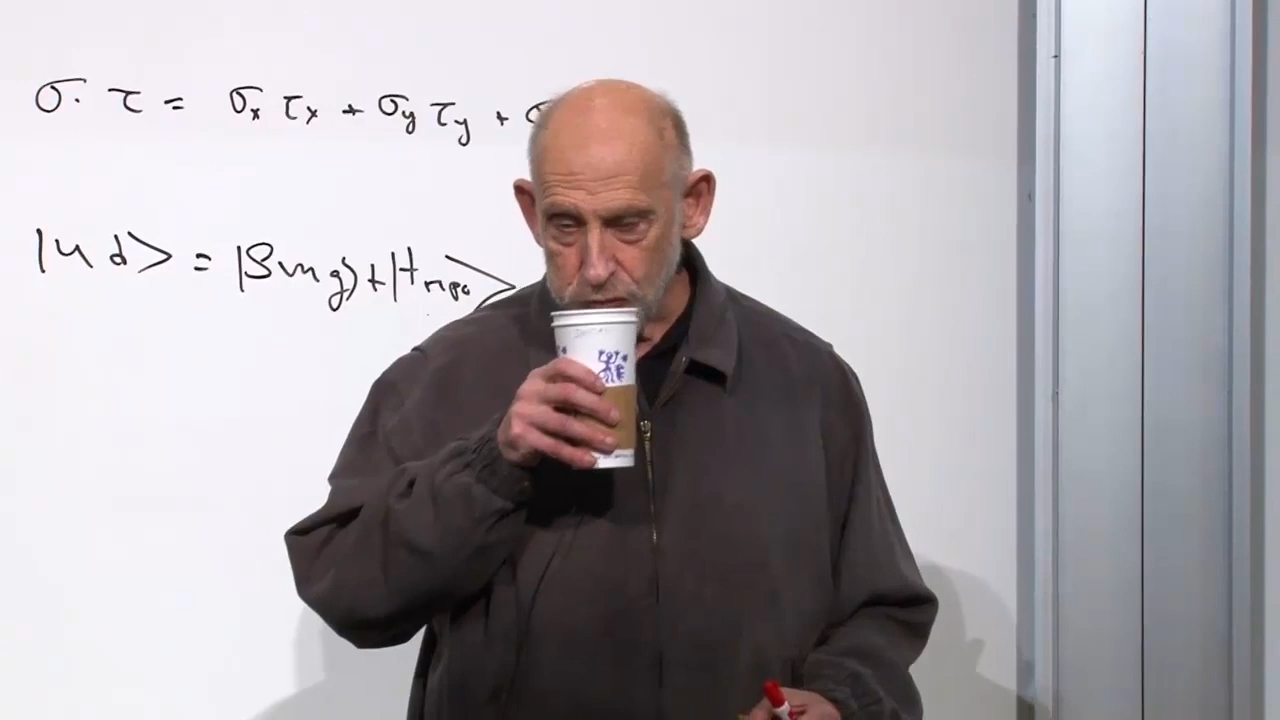 σ· τ = σx τx + σy τy + σ
|u d> = |Sing> + |trip>